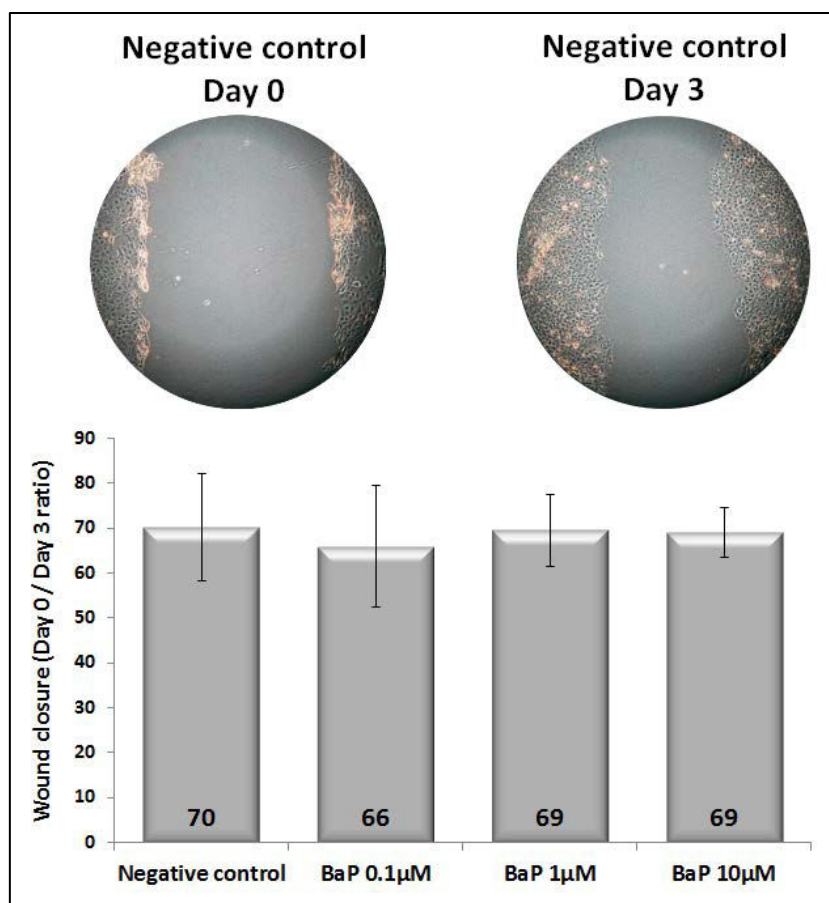 Negative control
Day 0
Negative control
Day 3
Wound closure (Day 0 / Day 3 ratio)
90
80
70
60
50
40
30
20
10
0
70
66
69
69
Negative control
BaP 0.1µM
BaP 1µM
BaP 10µM